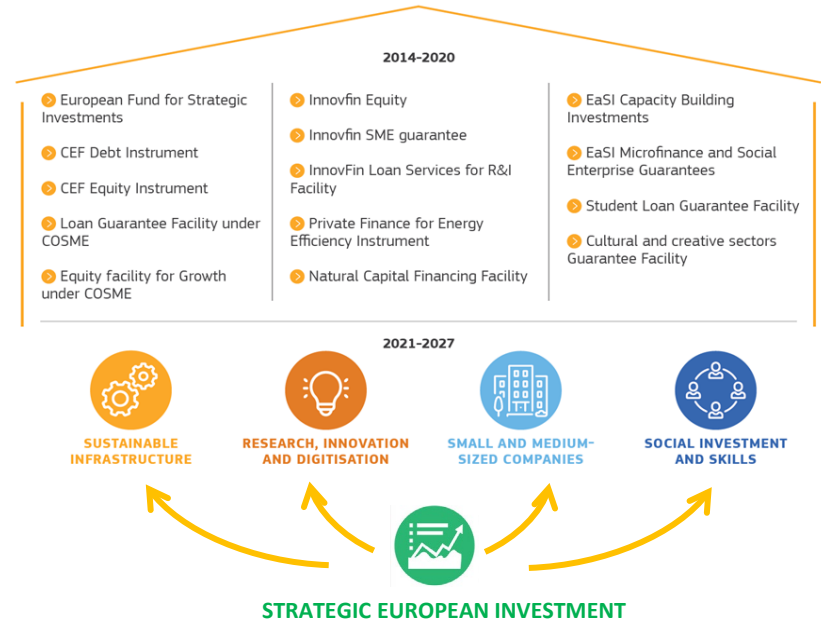 2014-2020
European Fund for Strategic
Investments
CEF Debt Instrument
CEF Equity Instrument
Loan Guarantee Facility under
COSME
Equity facility for Growth
under COSME
Innovfin Equity
Innovfin SME guarantee
InnovFin Loan Services for R&I
Facility
Private Finance for Energy
Efficiency Instrument
Natural Capital Financing Facility
EaSI Capacity Building
Investments
EaSI Microfinance and Social
Enterprise Guarantees
Student Loan Guarantee Facility
Cultural and creative sectors
Guarantee Facility
2021-2027
SUSTAINABLE
INFRASTRUCTURE
RESEARCH, INNOVATION
AND DIGITISATION
SMALL AND MEDIUM-
SIZED COMPANIES
SOCIAL INVESTMENT
AND SKILLS
STRATEGIC EUROPEAN INVESTMENT